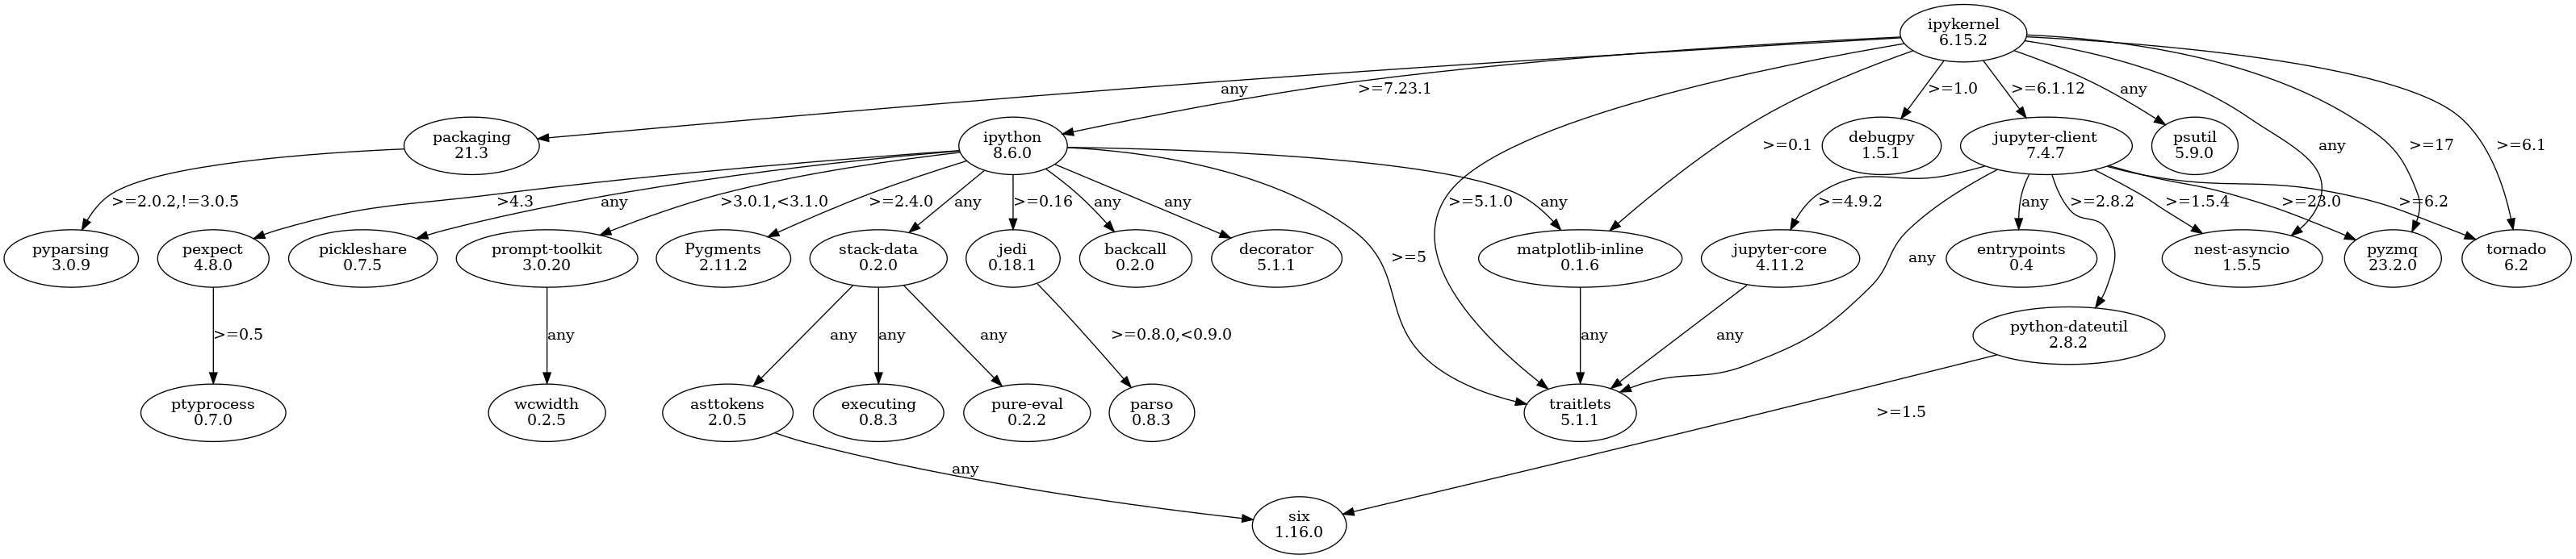 ipykernel
6.15.2
any
>=7.23.1
>=1.0
>=6.1.12
any
packaging
21.3
ipython
8.6.0
>=0.1
debugpy
1.5.1
jupyter-client
7.4.7
psutil
5.9.0
any
>=17
>=6.1
>=2.0.2,!=3.0.5
>4.3
any
>3.0.1,<3.1.0
>=2.4.0
any
>=0.16
any
any
>=5.1.0
any
>=4.9.2
any
>=2.8.2
>=1.5.4
>=23.0
>=6.2
pyparsing
3.0.9
pexpect
4.8.0
pickleshare
0.7.5
prompt-toolkit
3.0.20
Pygments
2.11.2
stack-data
0.2.0
jedi
0.18.1
backcall
0.2.0
decorator
5.1.1
>=5
matplotlib-inline
0.1.6
jupyter-core
4.11.2
any
entrypoints
0.4
nest-asyncio
1.5.5
pyzmq
23.2.0
tornado
6.2
>=0.5
any
any
any
any
>=0.8.0,<0.9.0
any
any
python-dateutil
2.8.2
ptyprocess
0.7.0
wcwidth
0.2.5
asttokens
2.0.5
executing
0.8.3
pure-eval
0.2.2
parso
0.8.3
traitlets
5.1.1
>=1.5
any
six
1.16.0